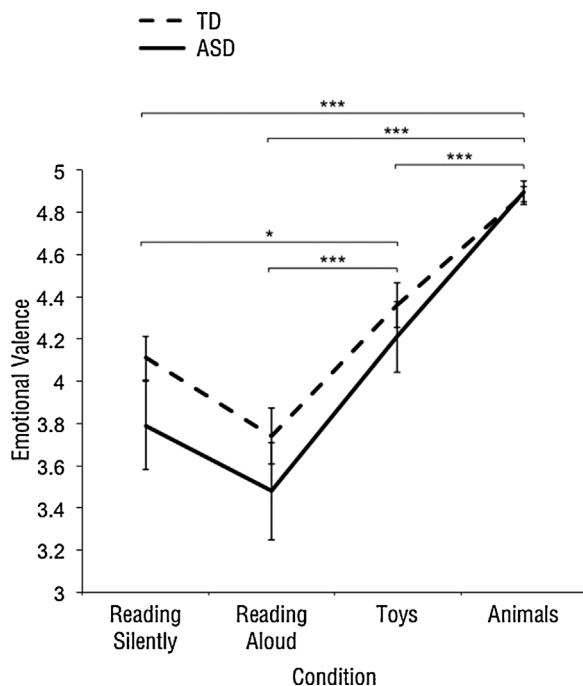 TD
ASD
***
***
***
*
***
5
4.8
4.6
4.4
4.2
4
3.8
3.6
3.4
3.2
3
Emotional Valence
Reading Silently
Reading Aloud
Toys
Animals
Condition